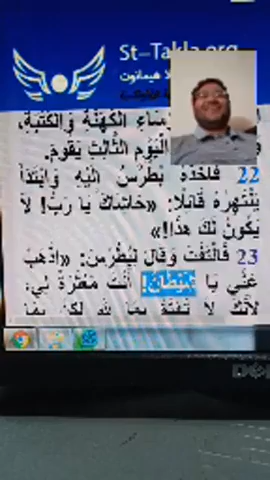 St-Takla.org
رؤساء الكهنة والكتبة،
اليوم الثالث يقوم.
22 فأخذه بطرس إليه وابتدأ
ينتهره قائلا: «حاشاك يا رب! لا
يكون لك هذا!»
23 فالتفت وقال لبطرس: «اذهب
عني يا شيطان! أنت معثرة لي،
لأنك لا تهتم بما لله لكن بما